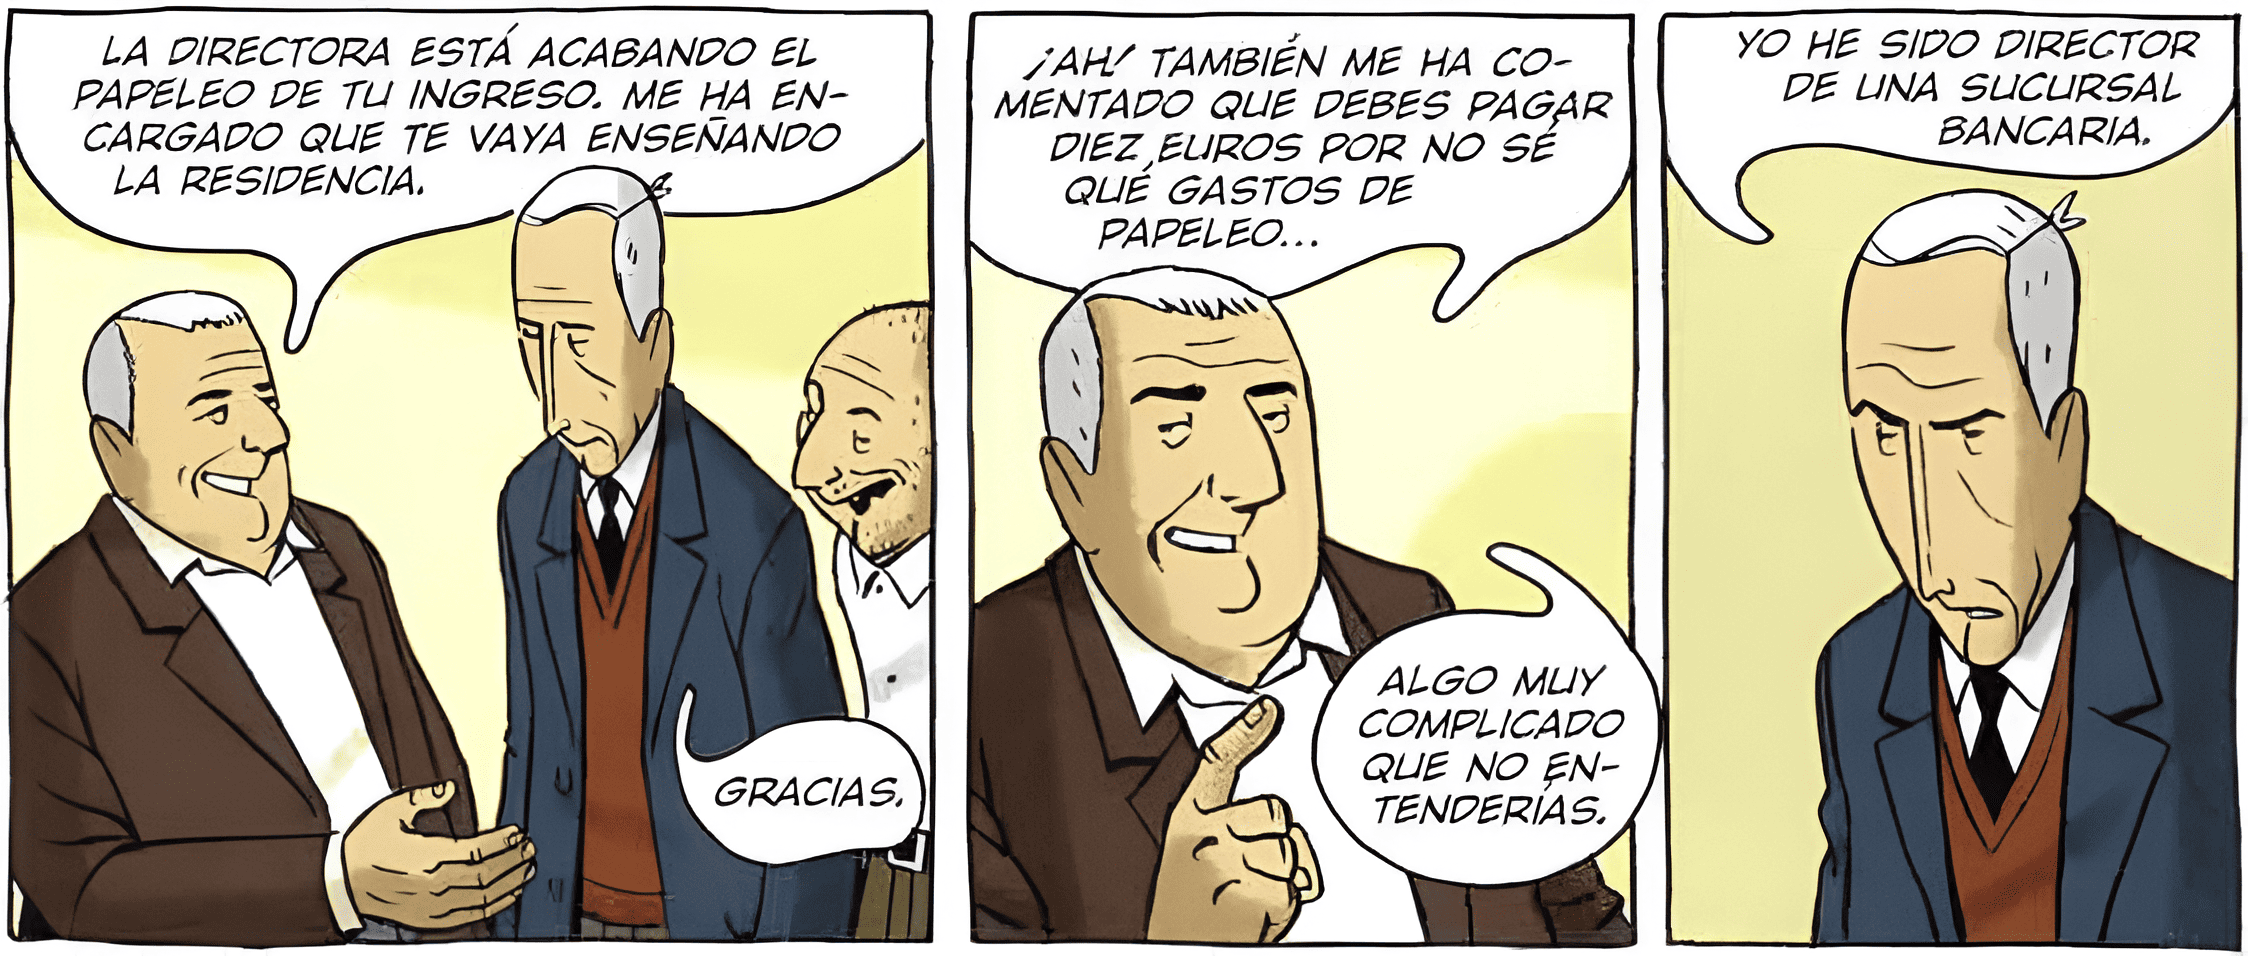 LA DIRECTORA ESTÁ ACABANDO EL
PAPELEO DE TU INGRESO. ME HA EN-
CARGADO QUE TE VAYA ENSEÑANDO
LA RESIDENCIA.
GRACIAS.
¡AH! TAMBIÉN ME HA CO-
MENTADO QUE DEBES PAGAR
DIEZ EUROS POR NO SÉ
QUÉ GASTOS DE
PAPELEO...
ALGO MUY
COMPLICADO
QUE NO EN-
TENDERÍAS.
YO HE SIDO DIRECTOR
DE UNA SUCURSAL
BANCARIA.